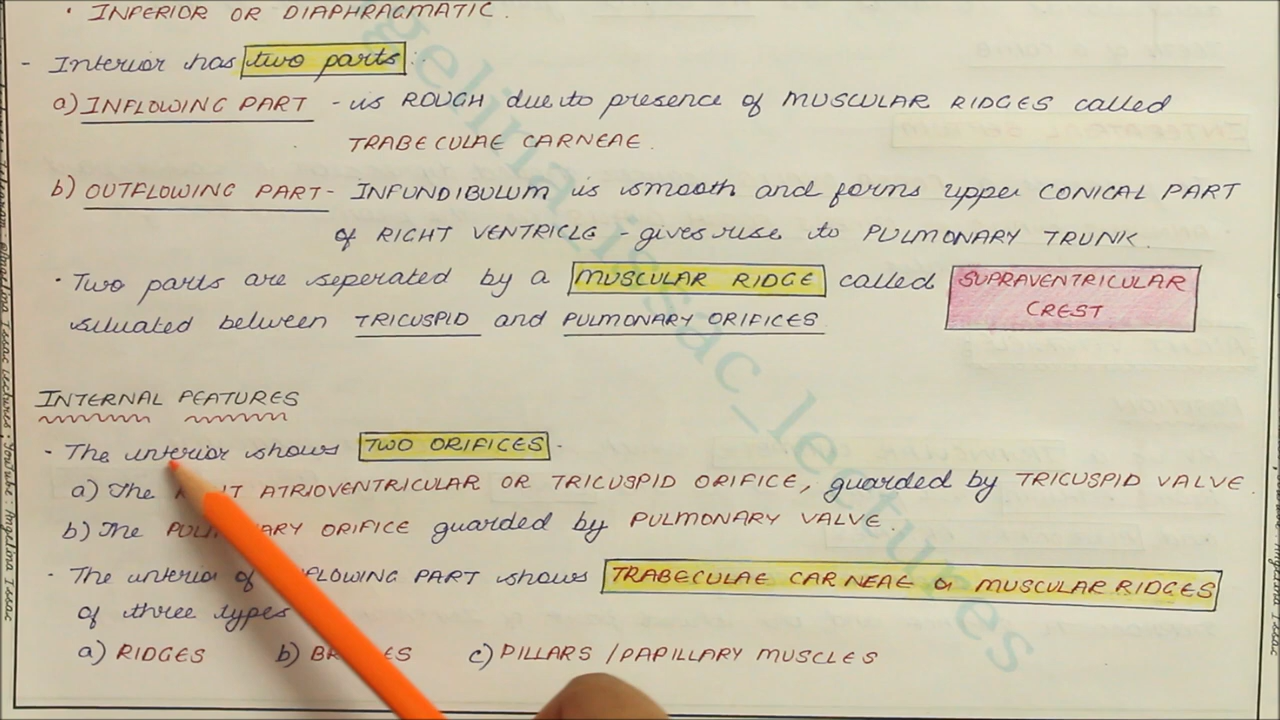 • INFERIOR OR DIAPHRAGMATIC.
- Interior has two parts:
a) INFLOWING PART - is ROUGH due to presence of MUSCULAR RIDGES called
TRABECULAE CARNEAE.
b) OUTFLOWING PART - INFUNDIBULUM is smooth and forms upper CONICAL PART
of RIGHT VENTRICLE - gives rise to PULMONARY TRUNK.
• Two parts are seperated by a MUSCULAR RIDGE called SUPRAVENTRICULAR
CREST
situated between TRICUSPID and PULMONARY ORIFICES
INTERNAL FEATURES
- The interior shows TWO ORIFICES -
a) The ATRIOVENTRICULAR OR TRICUSPID ORIFICE, guarded by TRICUSPID VALVE.
b) The ORIFICE guarded by PULMONARY VALVE.
- The interior of PART shows TRABECULAE CARNEAE or MUSCULAR RIDGES
of three types
a) RIDGES b) c) PILLARS / PAPILLARY MUSCLES
gelina_issac_lectures